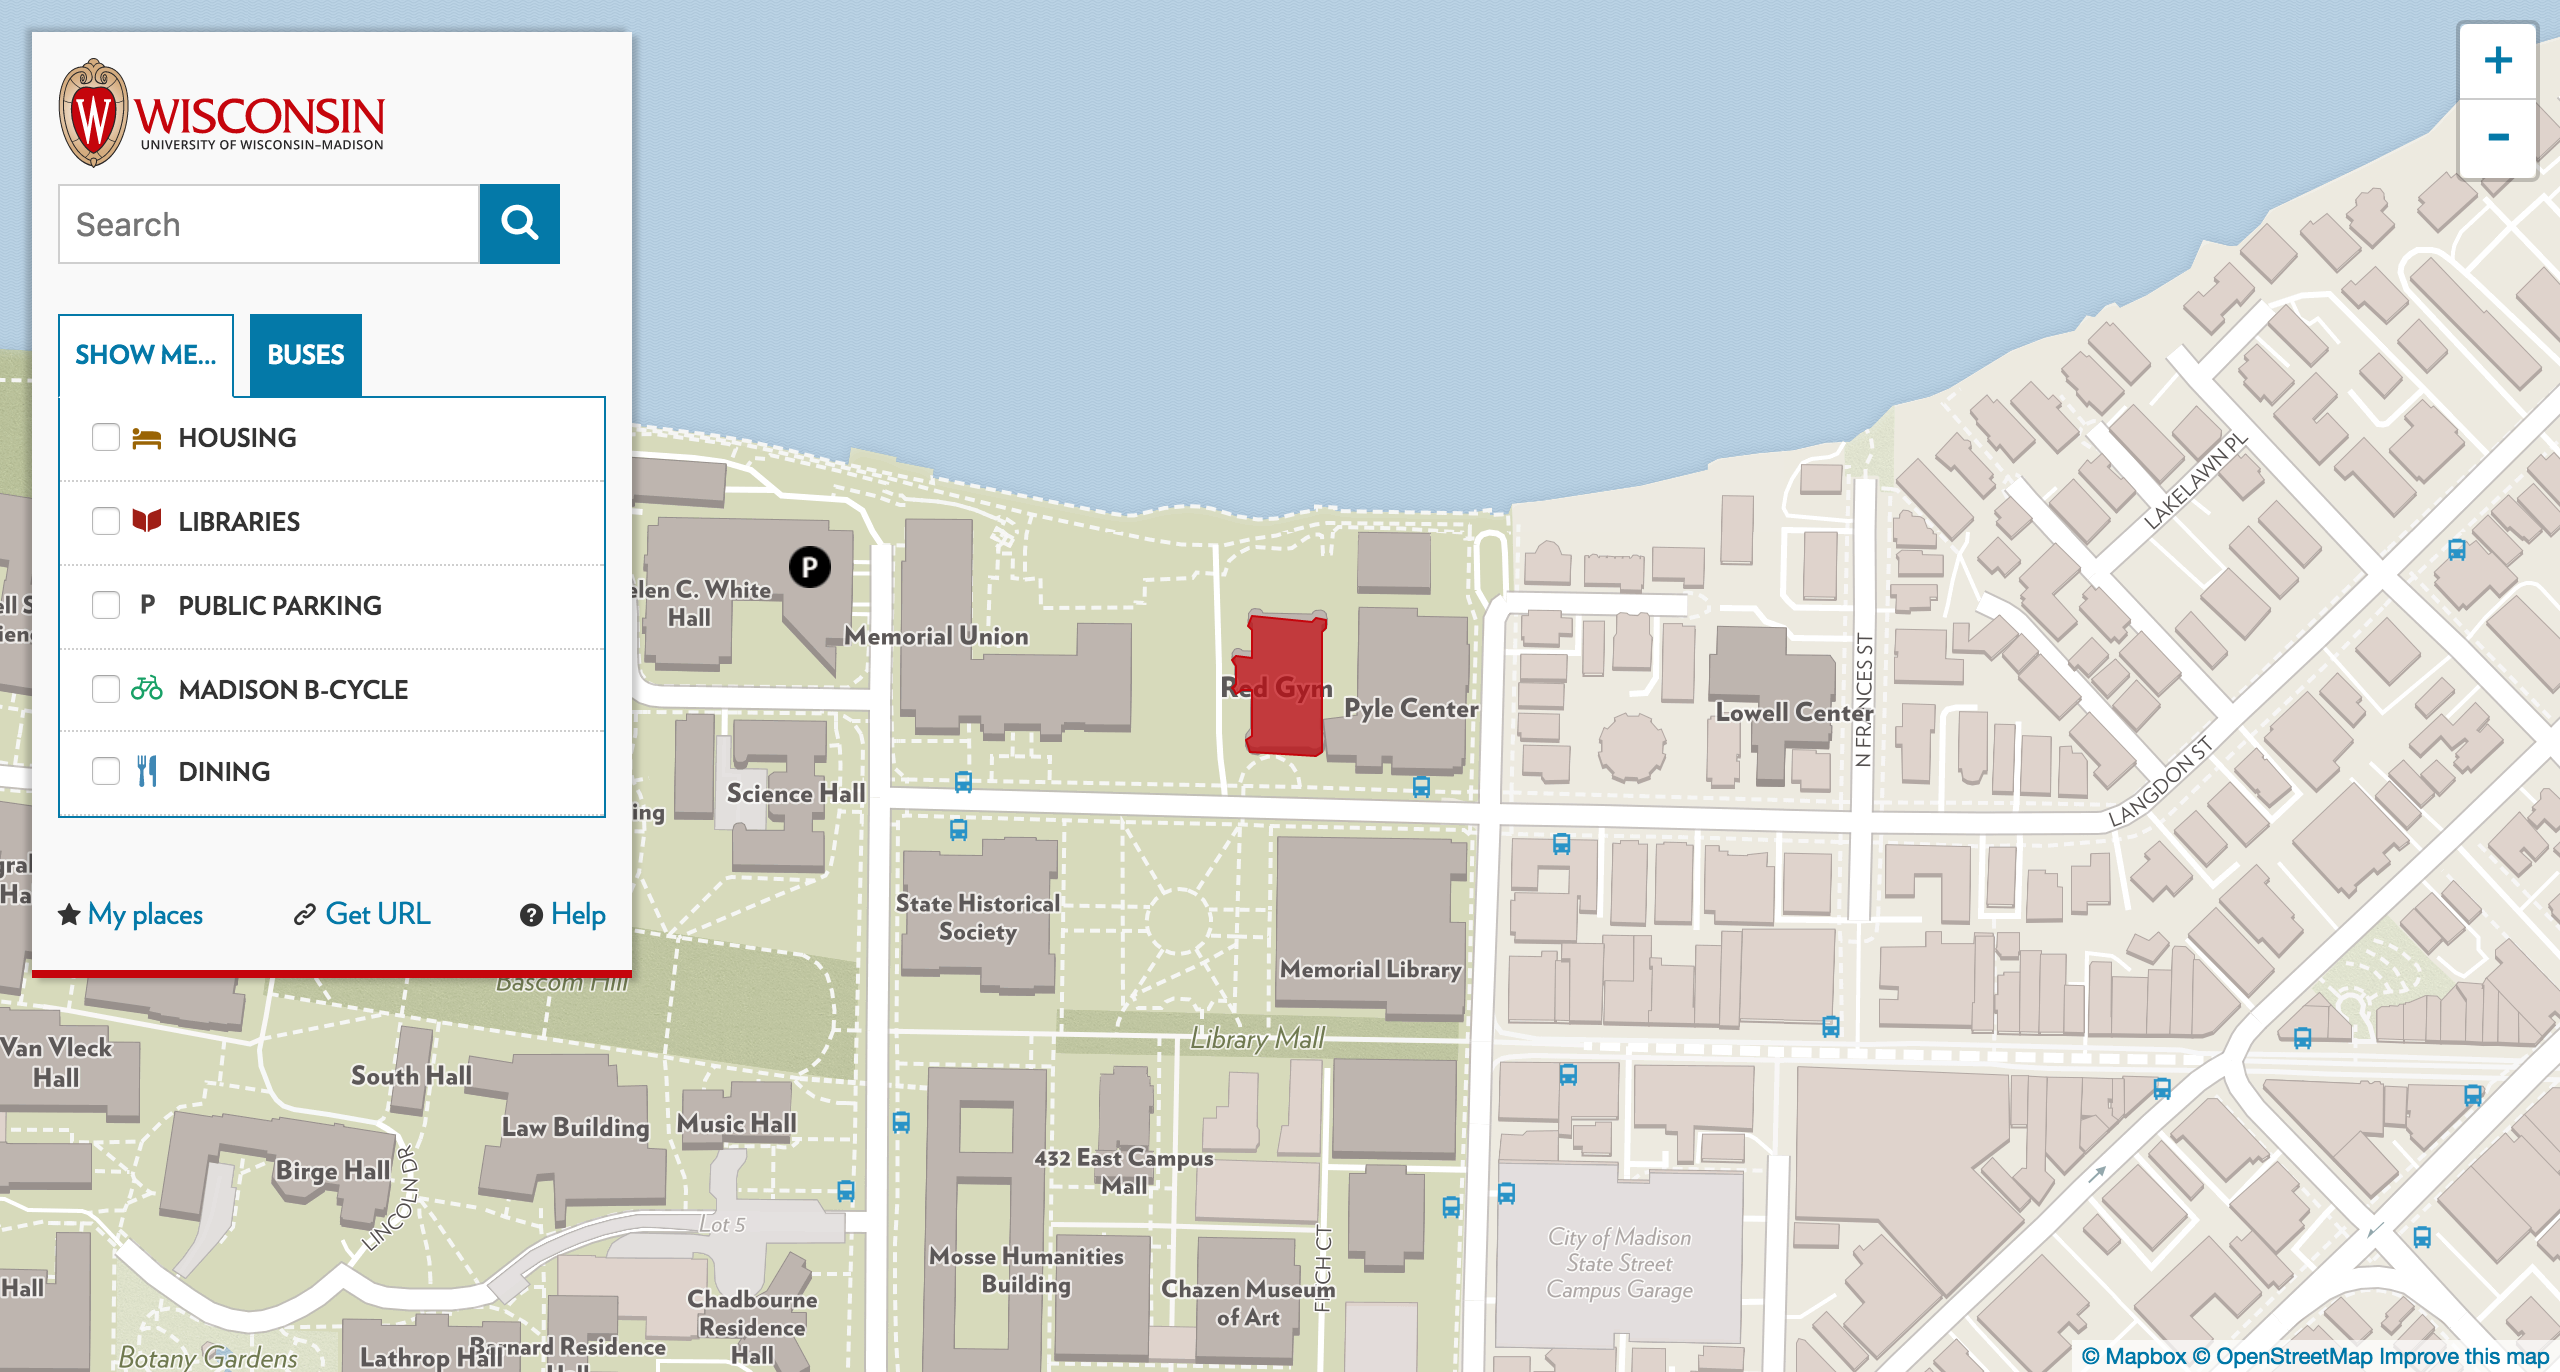 W
WISCONSIN
UNIVERSITY OF WISCONSIN–MADISON
Search
SHOW ME...
BUSES
HOUSING
LIBRARIES
P PUBLIC PARKING
MADISON B-CYCLE
DINING
My places
Get URL
? Help
+
−
P
elen C. White
Hall
Memorial Union
Red Gym
Pyle Center
Lowell Center
N FRANCES ST
LAKELAWN PL
LANGDON ST
Science Hall
State Historical
Society
Memorial Library
Bascom Hill
Library Mall
Van Vleck
Hall
South Hall
Law Building
Music Hall
Birge Hall
LINCOLN DR
432 East Campus
Mall
Lot 5
Mosse Humanities
Building
Chazen Museum
of Art
FITCH CT
City of Madison
State Street
Campus Garage
Hall
Chadbourne
Residence
Hall
Barnard Residence
Lathrop Hall
Botany Gardens
© Mapbox © OpenStreetMap Improve this map